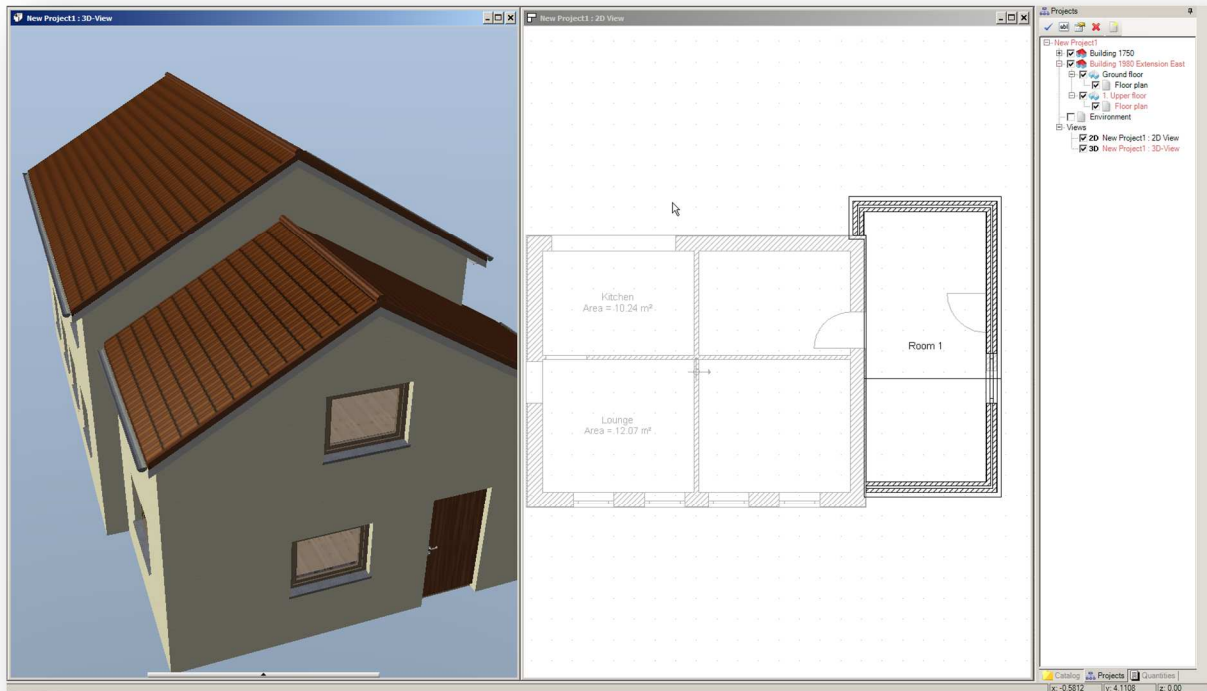 New Project1 : 3D-View
New Project1 : 2D View
Kitchen
Area = 10.24 m²
Lounge
Area = 12.07 m²
Room 1
Projects
abl
New Project1
Building 1750
Building 1980 Extension East
Ground floor
Floor plan
1. Upper floor
Floor plan
Environment
Views
2D New Project1 : 2D View
3D New Project1 : 3D-View
Catalog Projects Quantities
x: -0.5812 y: 4.1108 z: 0.00